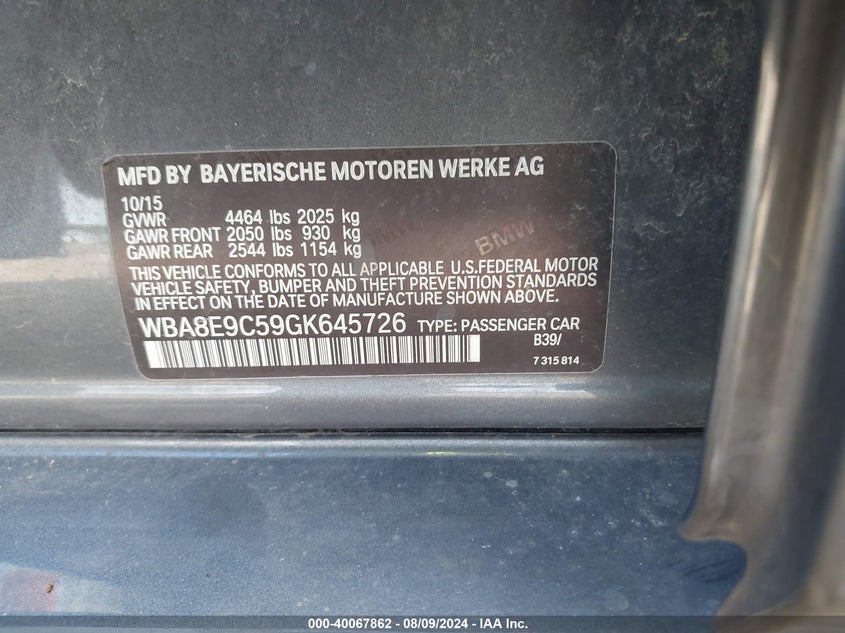 MFD BY BAYERISCHE MOTOREN WERKE AG
10/15
GVWR 4464 lbs 2025 kg
GAWR FRONT 2050 lbs 930 kg
GAWR REAR 2544 lbs 1154 kg
BMW
THIS VEHICLE CONFORMS TO ALL APPLICABLE U.S.FEDERAL MOTOR
VEHICLE SAFETY, BUMPER AND THEFT PREVENTION STANDARDS
IN EFFECT ON THE DATE OF MANUFACTURE SHOWN ABOVE.
WBA8E9C59GK645726 TYPE: PASSENGER CAR
B39/
7 315 814
000-40067862 - 08/09/2024 - IAA Inc.